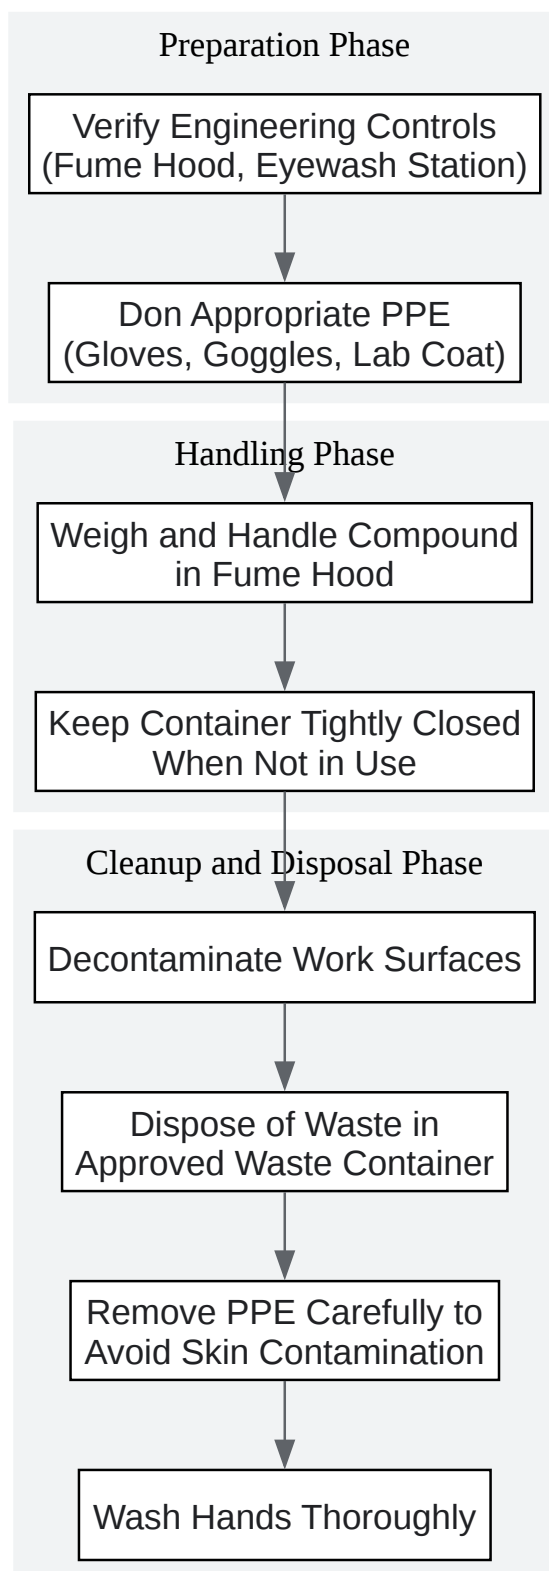 Preparation Phase
Verify Engineering Controls
(Fume Hood, Eyewash Station)
Don Appropriate PPE
(Gloves, Goggles, Lab Coat)
Handling Phase
Weigh and Handle Compound
in Fume Hood
Keep Container Tightly Closed
When Not in Use
Cleanup and Disposal Phase
Decontaminate Work Surfaces
Dispose of Waste in
Approved Waste Container
Remove PPE Carefully to
Avoid Skin Contamination
Wash Hands Thoroughly